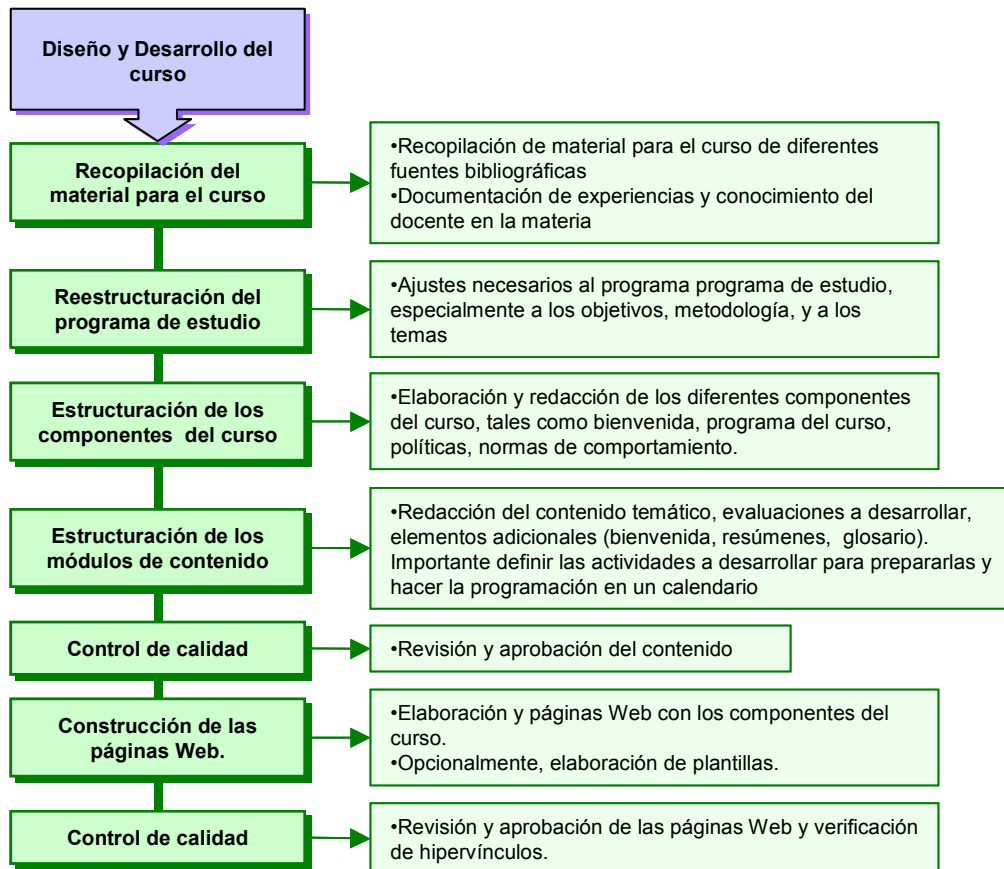 Diseño y Desarrollo del
curso
Recopilación del
material para el curso
•Recopilación de material para el curso de diferentes
fuentes bibliográficas
•Documentación de experiencias y conocimiento del
docente en la materia
Reestructuración del
programa de estudio
•Ajustes necesarios al programa programa de estudio,
especialmente a los objetivos, metodología, y a los
temas
Estructuración de los
componentes del curso
•Elaboración y redacción de los diferentes componentes
del curso, tales como bienvenida, programa del curso,
políticas, normas de comportamiento.
Estructuración de los
módulos de contenido
•Redacción del contenido temático, evaluaciones a desarrollar,
elementos adicionales (bienvenida, resúmenes, glosario).
Importante definir las actividades a desarrollar para prepararlas y
hacer la programación en un calendario
Control de calidad
•Revisión y aprobación del contenido
Construcción de las
páginas Web.
•Elaboración y páginas Web con los componentes del
curso.
•Opcionalmente, elaboración de plantillas.
Control de calidad
•Revisión y aprobación de las páginas Web y verificación
de hipervínculos.